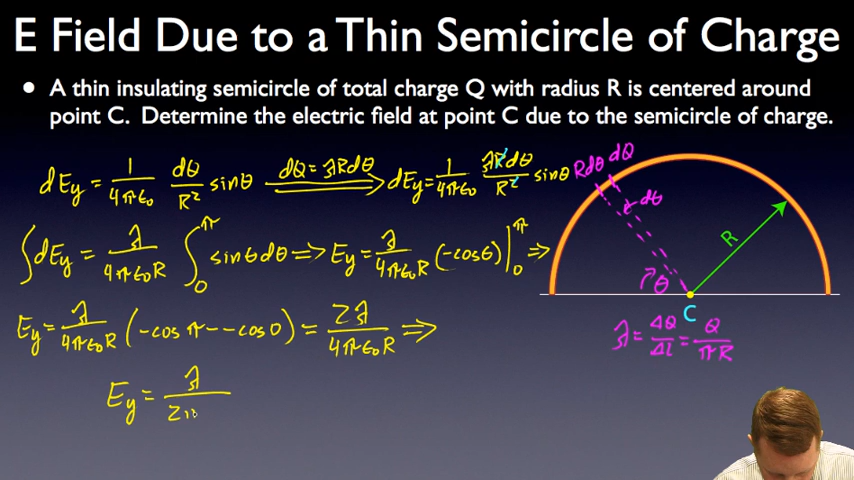 E Field Due to a Thin Semicircle of Charge
• A thin insulating semicircle of total charge Q with radius R is centered around
point C. Determine the electric field at point C due to the semicircle of charge.
dEy = 1/4πϵ₀ dθ/R² sinθ ⟹ dQ = λRdθ dEy = 1/4πϵ₀ λRdθ/R² sinθ
∫dEy = λ/4πϵ₀R ∫₀^π sinθdθ ⟹ Ey = λ/4πϵ₀R (-cosθ)|₀^π ⟹
Ey = λ/4πϵ₀R (-cos π - -cos 0) = 2λ/4πϵ₀R ⟹
Ey = λ/2π
Rdθ dQ
dθ
R
θ
C
λ = ΔQ/ΔL = Q/πR